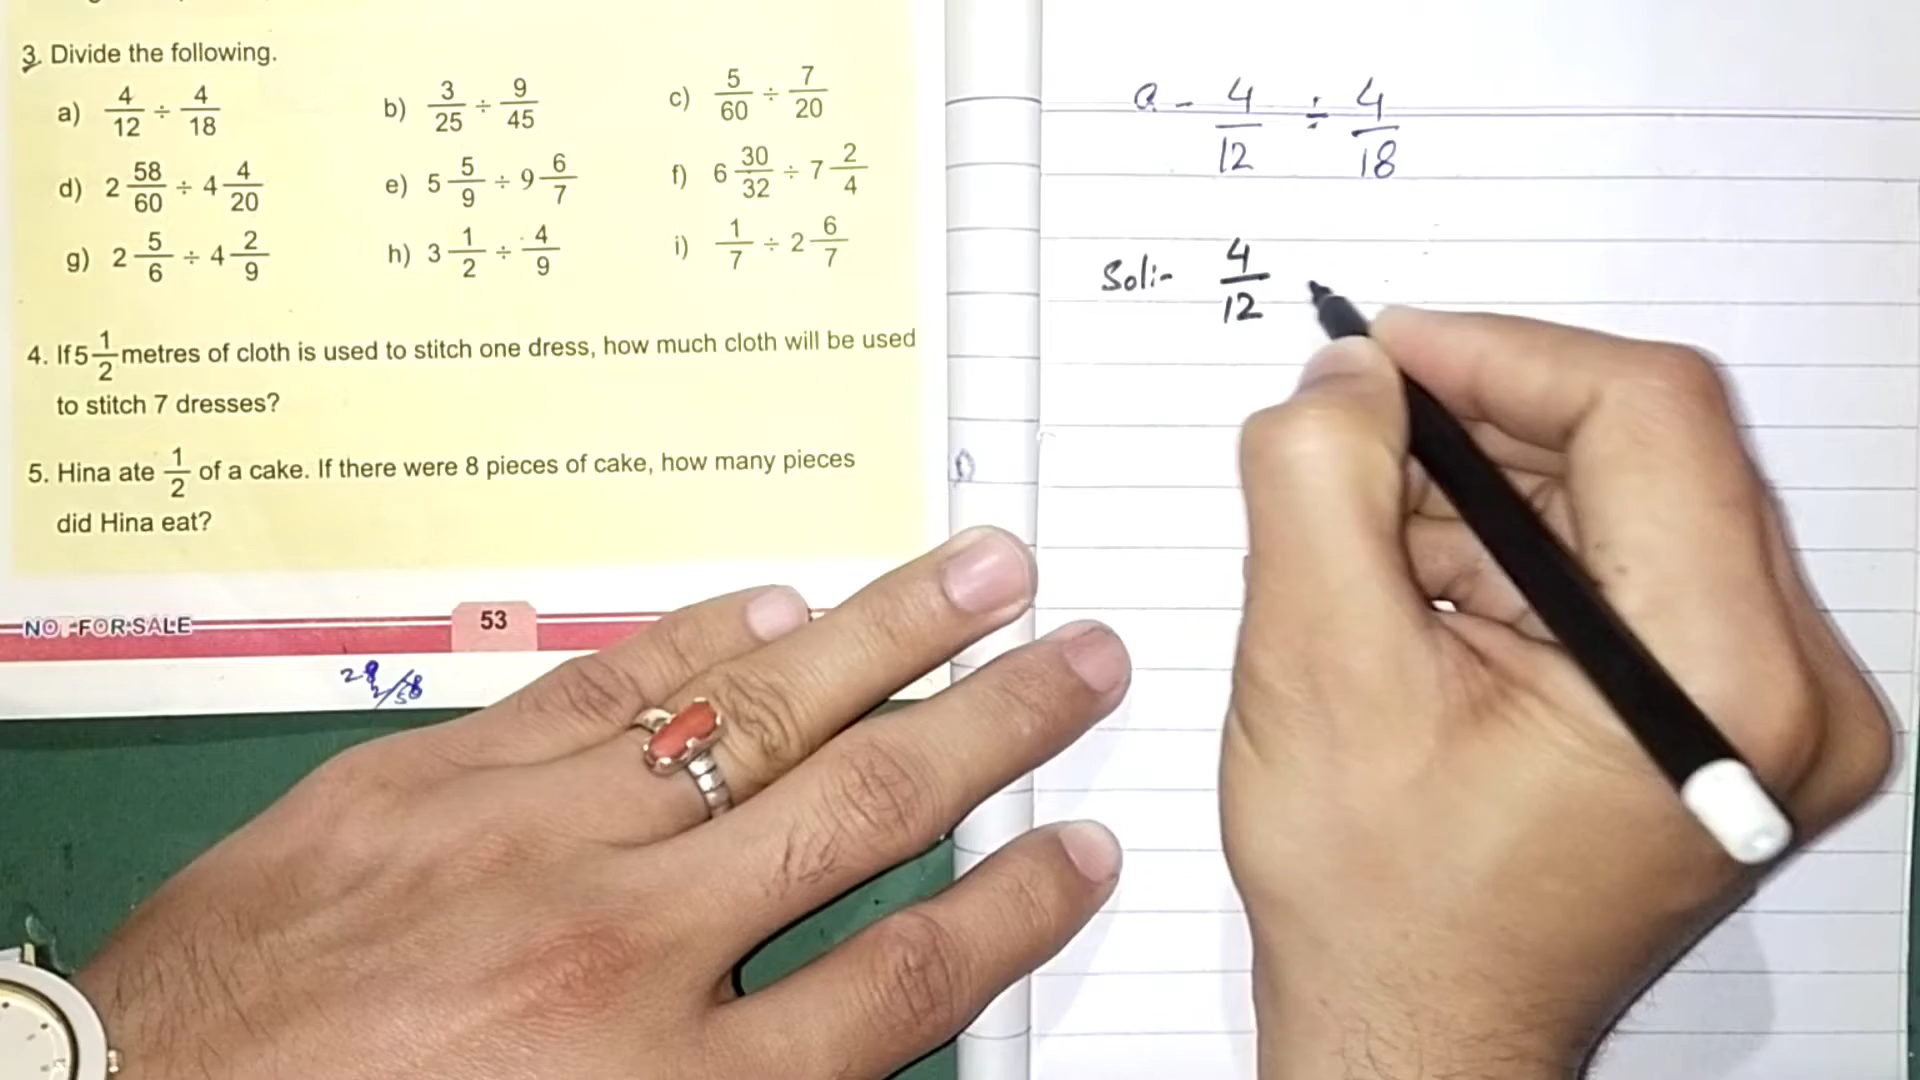 3. Divide the following.
a) 4/12 ÷ 4/18 b) 3/25 ÷ 9/45 c) 5/60 ÷ 7/20
d) 2 58/60 ÷ 4 4/20 e) 5 5/9 ÷ 9 6/7 f) 6 30/32 ÷ 7 2/4
g) 2 5/6 ÷ 4 2/9 h) 3 1/2 ÷ 4/9 i) 1/7 ÷ 2 6/7
4. If 5 1/2 metres of cloth is used to stitch one dress, how much cloth will be used
to stitch 7 dresses?
5. Hina ate 1/2 of a cake. If there were 8 pieces of cake, how many pieces
did Hina eat?
NOT FOR SALE
53
a - 4/12 ÷ 4/18
Sol:- 4/12